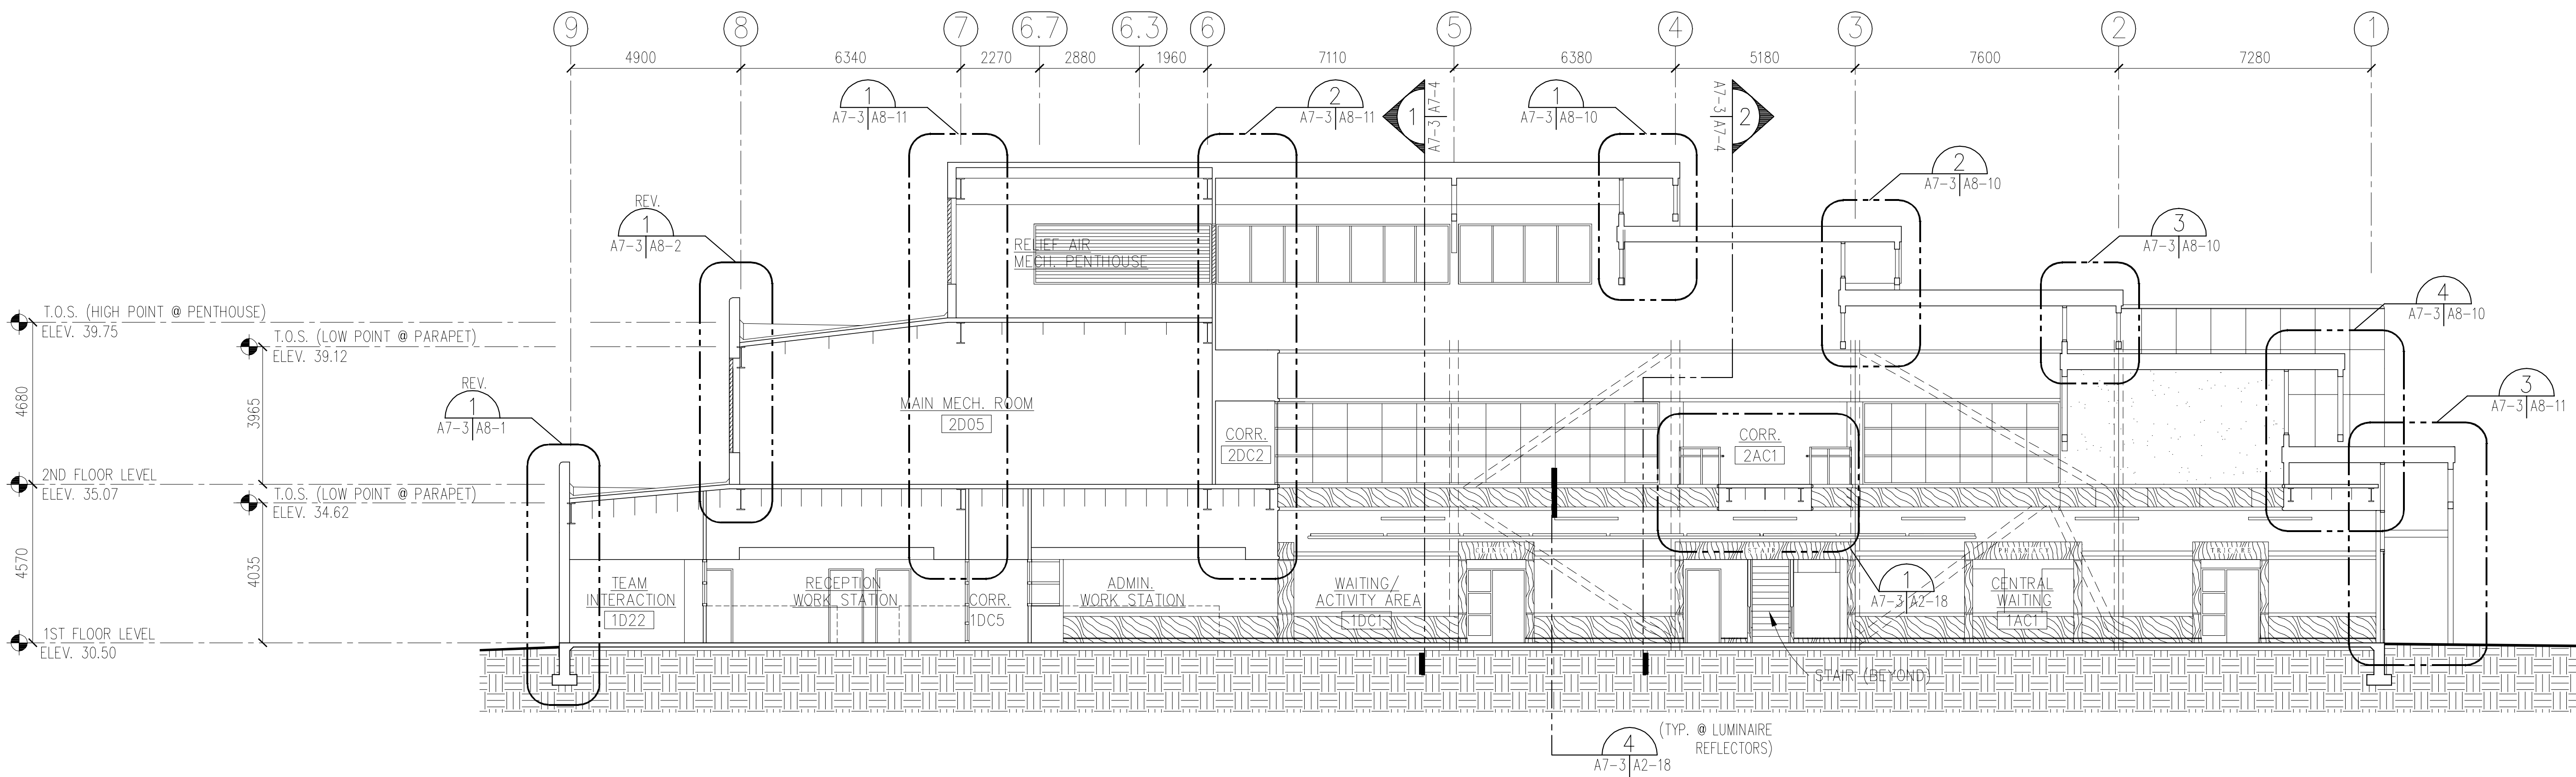 9
8
7
6.7
6.3
6
5
4
3
2
1
4900
6340
2270
2880
1960
7110
6380
5180
7600
7280
1
A7-3 A8-11
2
A7-3 A8-11
1
A7-3 A7-4
1
A7-3 A8-10
2
A7-3 A7-4
2
A7-3 A8-10
REV.
1
A7-3 A8-2
3
A7-3 A8-10
RELIEF AIR
MECH. PENTHOUSE
4
A7-3 A8-10
T.O.S. (HIGH POINT @ PENTHOUSE)
ELEV. 39.75
T.O.S. (LOW POINT @ PARAPET)
ELEV. 39.12
4680
3965
REV.
1
A7-3 A8-1
3
A7-3 A8-11
MAIN MECH. ROOM
2D05
CORR.
2DC2
CORR.
2AC1
2ND FLOOR LEVEL
ELEV. 35.07
T.O.S. (LOW POINT @ PARAPET)
ELEV. 34.62
4570
4035
CLINIC A
STAIR
PHARMACY
TRICARE
TEAM
INTERACTION
1D22
RECEPTION
WORK STATION
CORR.
1DC5
ADMIN.
WORK STATION
WAITING/
ACTIVITY AREA
1DC1
1
A7-3 A2-18
CENTRAL
WAITING
1AC1
1ST FLOOR LEVEL
ELEV. 30.50
STAIR (BEYOND)
4
A7-3 A2-18
(TYP. @ LUMINAIRE
REFLECTORS)